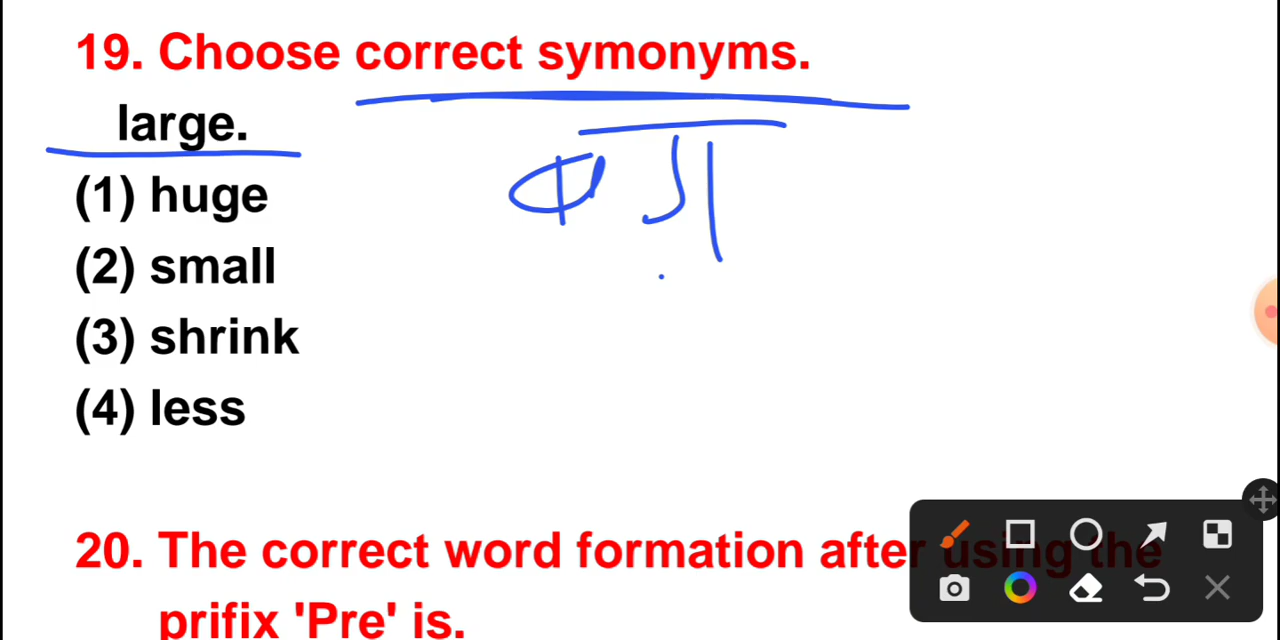 19. Choose correct symonyms.
large.
(1) huge
(2) small
(3) shrink
(4) less
20. The correct word formation after using the
prifix 'Pre' is.